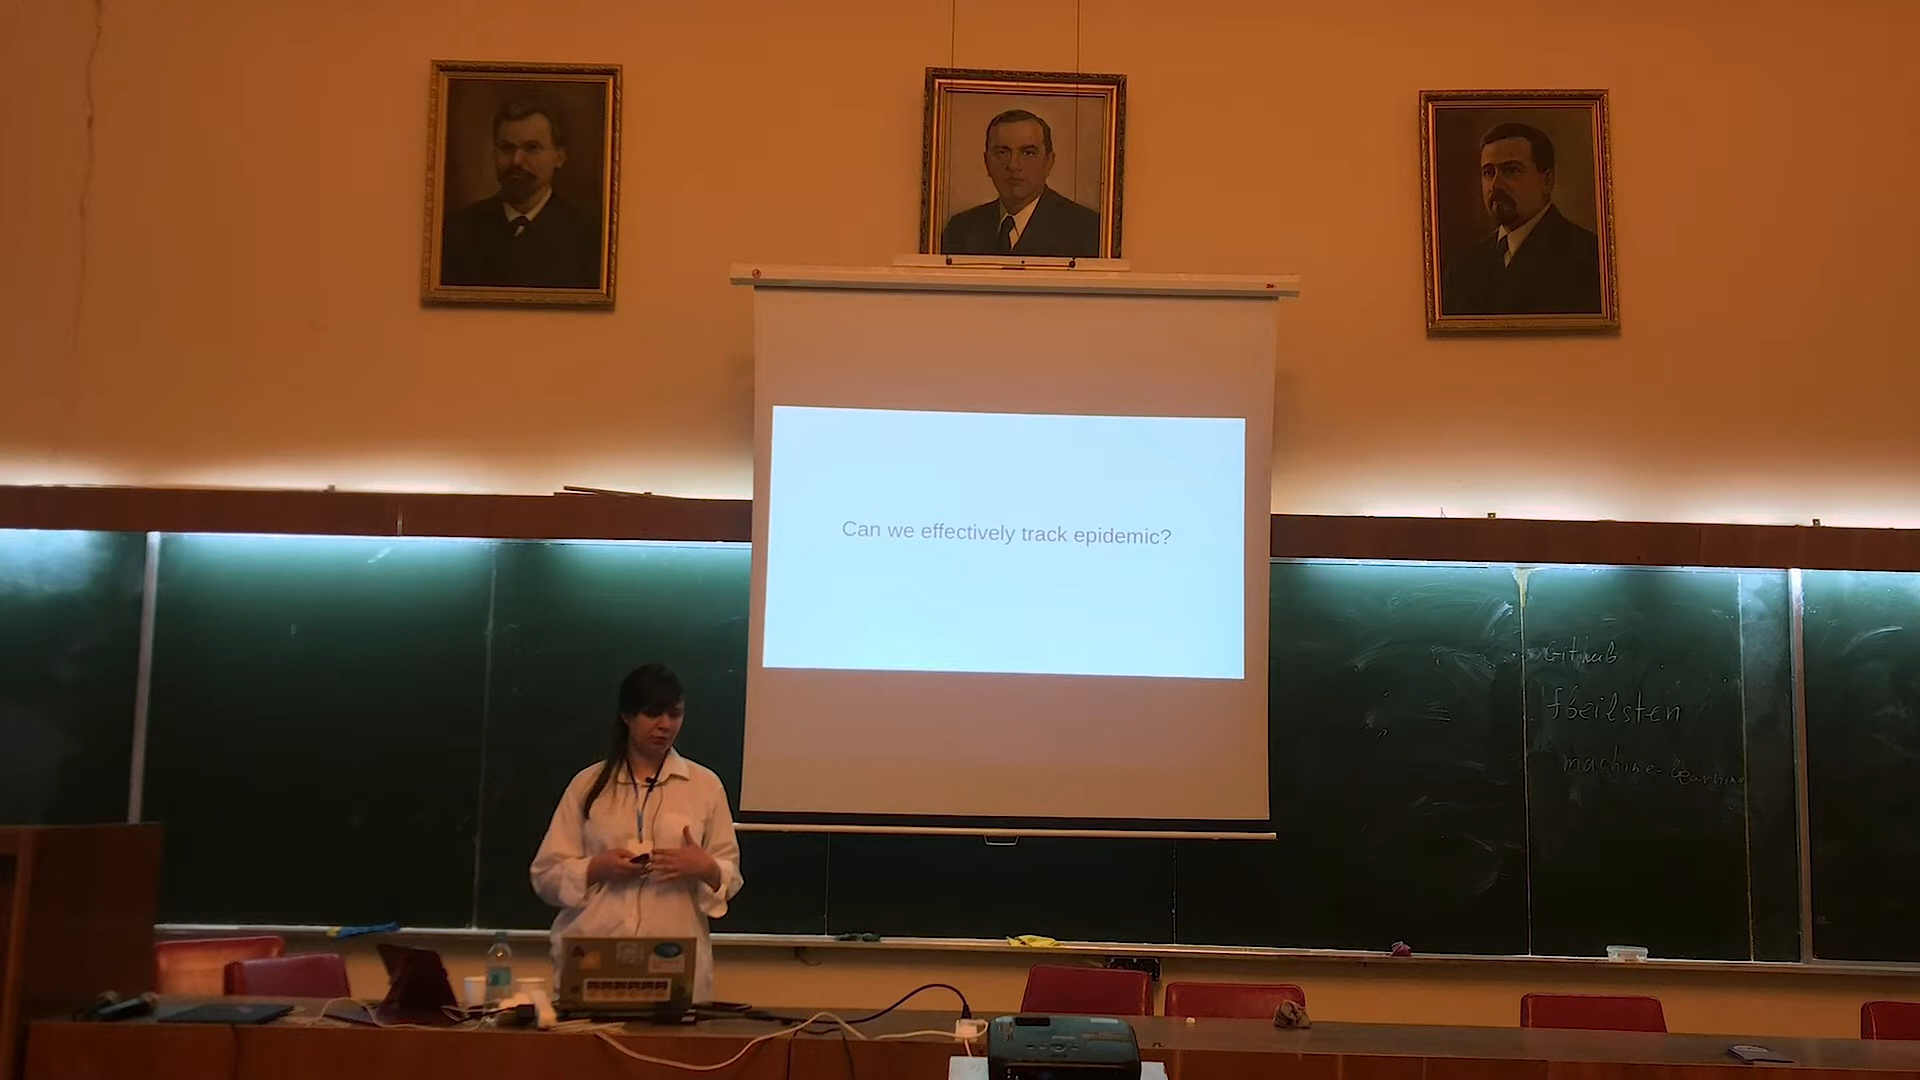 Can we effectively track epidemic?
Github
fbeilsten
machine-learning